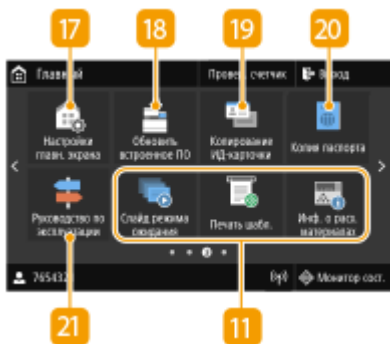 17 18 19 20
Главный Провер. счетчик Выход
Настройки главн. экрана
Обновить встроенное ПО
Копирование ИД-карточки
Копия паспорта
Руководство по эксплуатации
Слайд режима ожидания
Печать шабл.
Инф. о расх. материалах
7654321 Монитор сост.
21 11